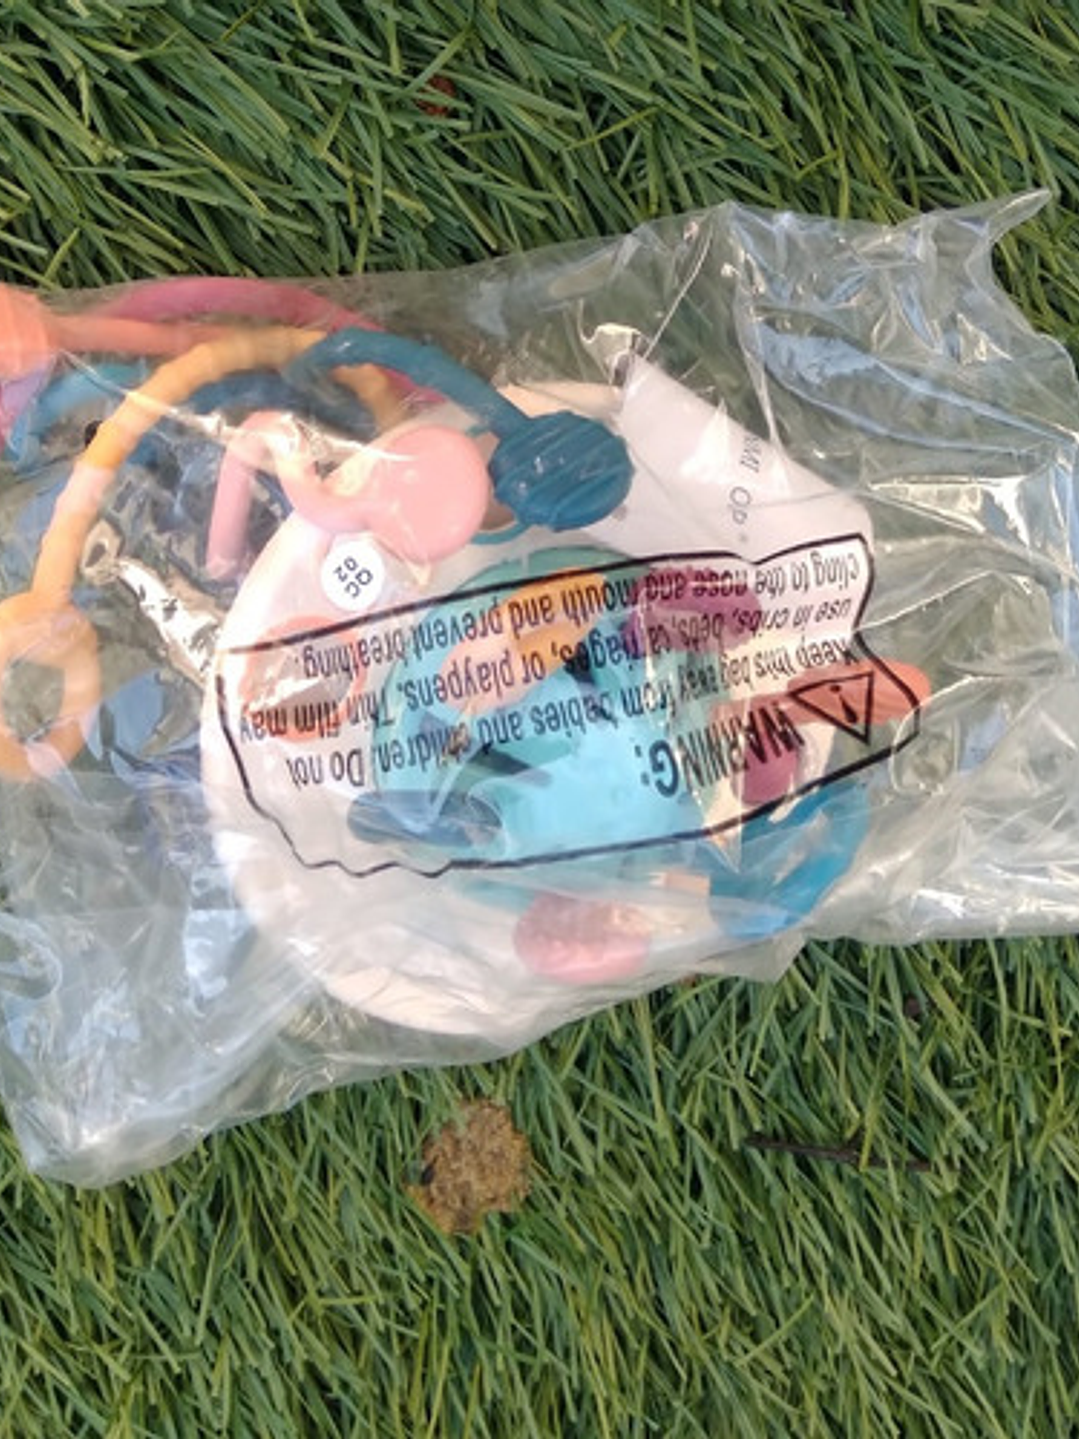 WARNING:
Keep this bag away from babies and children. Do not
use in cribs, beds, carriages, or playpens. Thin film may
cling to the nose and mouth and prevent breathing.
QC
02